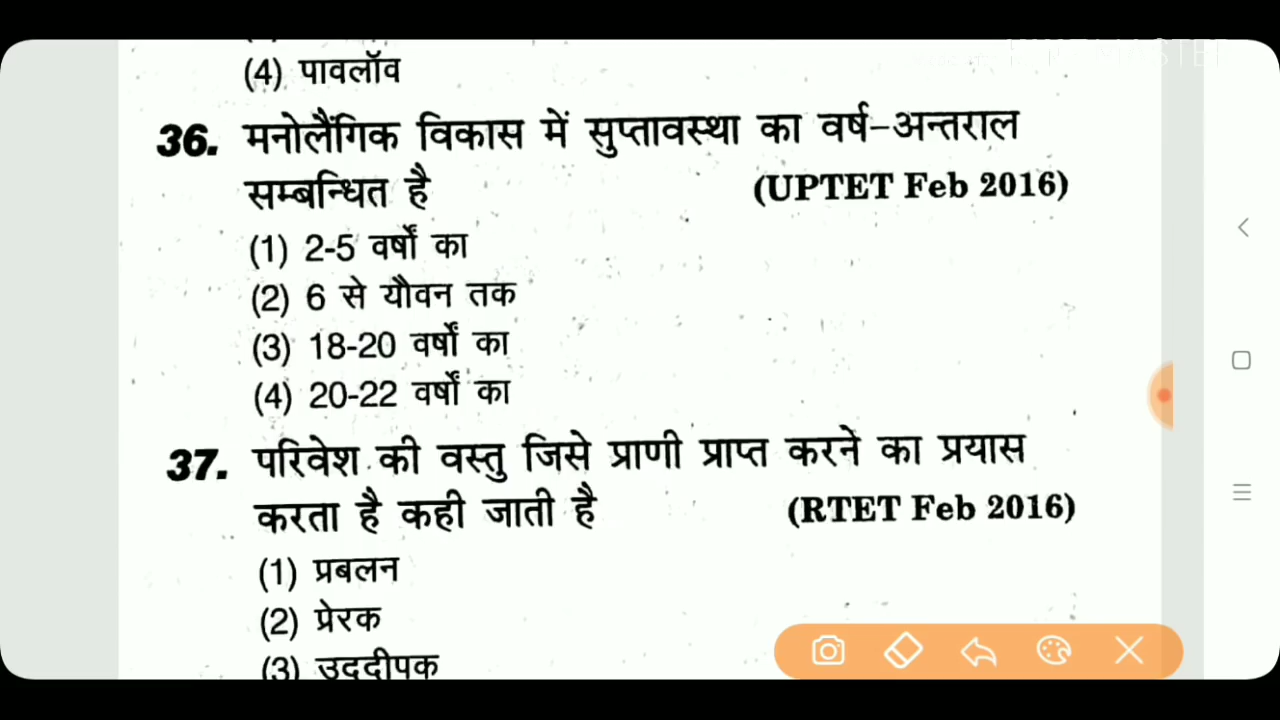 (4) पावलॉव
36. मनोलैंगिक विकास में सुप्तावस्था का वर्ष-अन्तराल
सम्बन्धित है (UPTET Feb 2016)
(1) 2-5 वर्षों का
(2) 6 से यौवन तक
(3) 18-20 वर्षों का
(4) 20-22 वर्षों का
37. परिवेश की वस्तु जिसे प्राणी प्राप्त करने का प्रयास
करता है कही जाती है (RTET Feb 2016)
(1) प्रबलन
(2) प्रेरक
(3) उददीपक